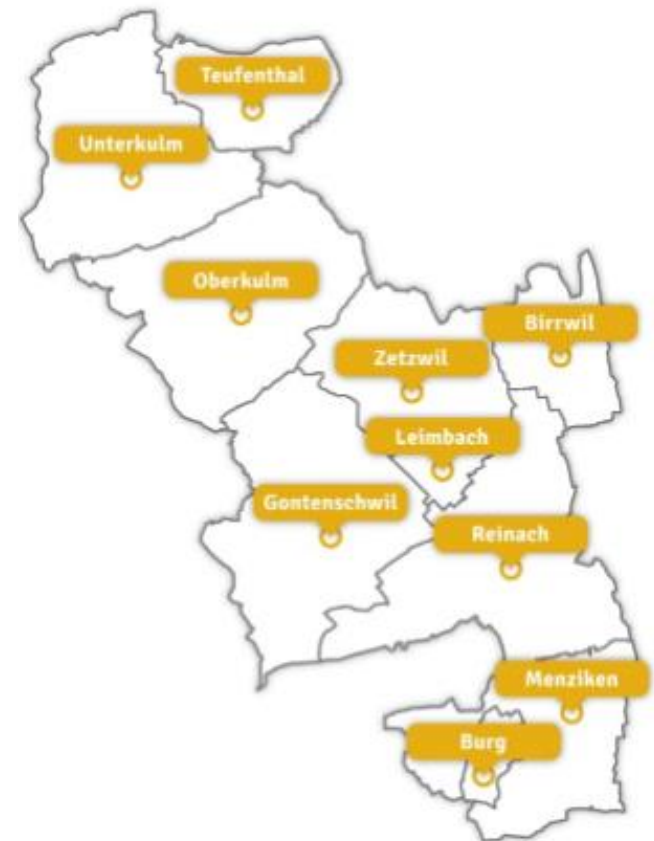 Teufenthal
Unterkulm
Oberkulm
Birrwil
Zetzwil
Leimbach
Gontenschwil
Reinach
Menziken
Burg